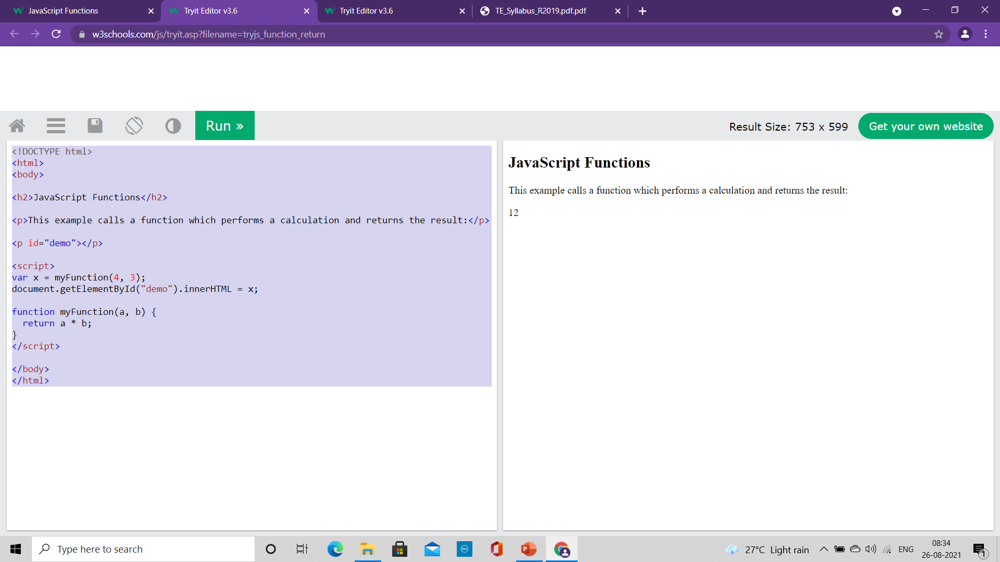 JavaScript Functions
Tryit Editor v3.6
Tryit Editor v3.6
TE_Syllabus_R2019.pdf.pdf
w3schools.com/js/tryit.asp?filename=tryjs_function_return
Run »
Result Size: 753 x 599
Get your own website
<!DOCTYPE html>
<html>
<body>
<h2>JavaScript Functions</h2>
<p>This example calls a function which performs a calculation and returns the result:</p>
<p id="demo"></p>
<script>
var x = myFunction(4, 3);
document.getElementById("demo").innerHTML = x;
function myFunction(a, b) {
  return a * b;
}
</script>
</body>
</html>
JavaScript Functions
This example calls a function which performs a calculation and returns the result:
12
Type here to search
27°C Light rain
ENG
08:34
26-08-2021
1